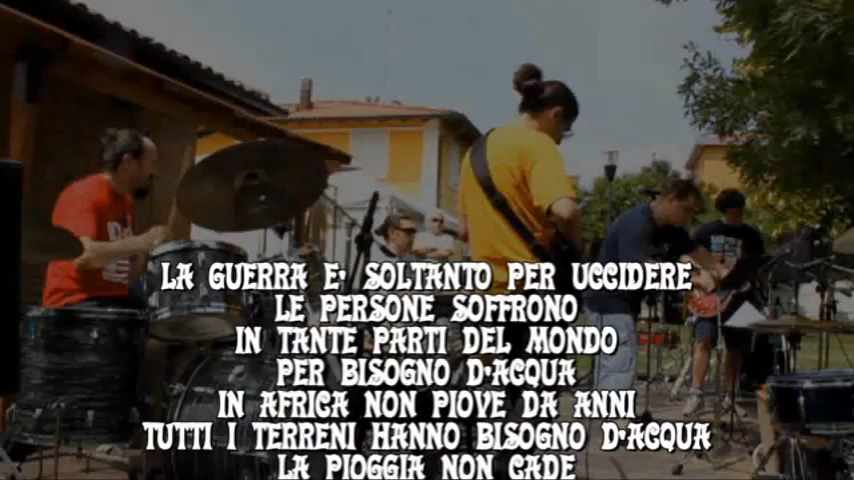 LA GUERRA E' SOLTANTO PER UCCIDERE
LE PERSONE SOFFRONO
IN TANTE PARTI DEL MONDO
PER BISOGNO D'ACQUA
IN AFRICA NON PIOVE DA ANNI
TUTTI I TERRENI HANNO BISOGNO D'ACQUA
LA PIOGGIA NON CADE